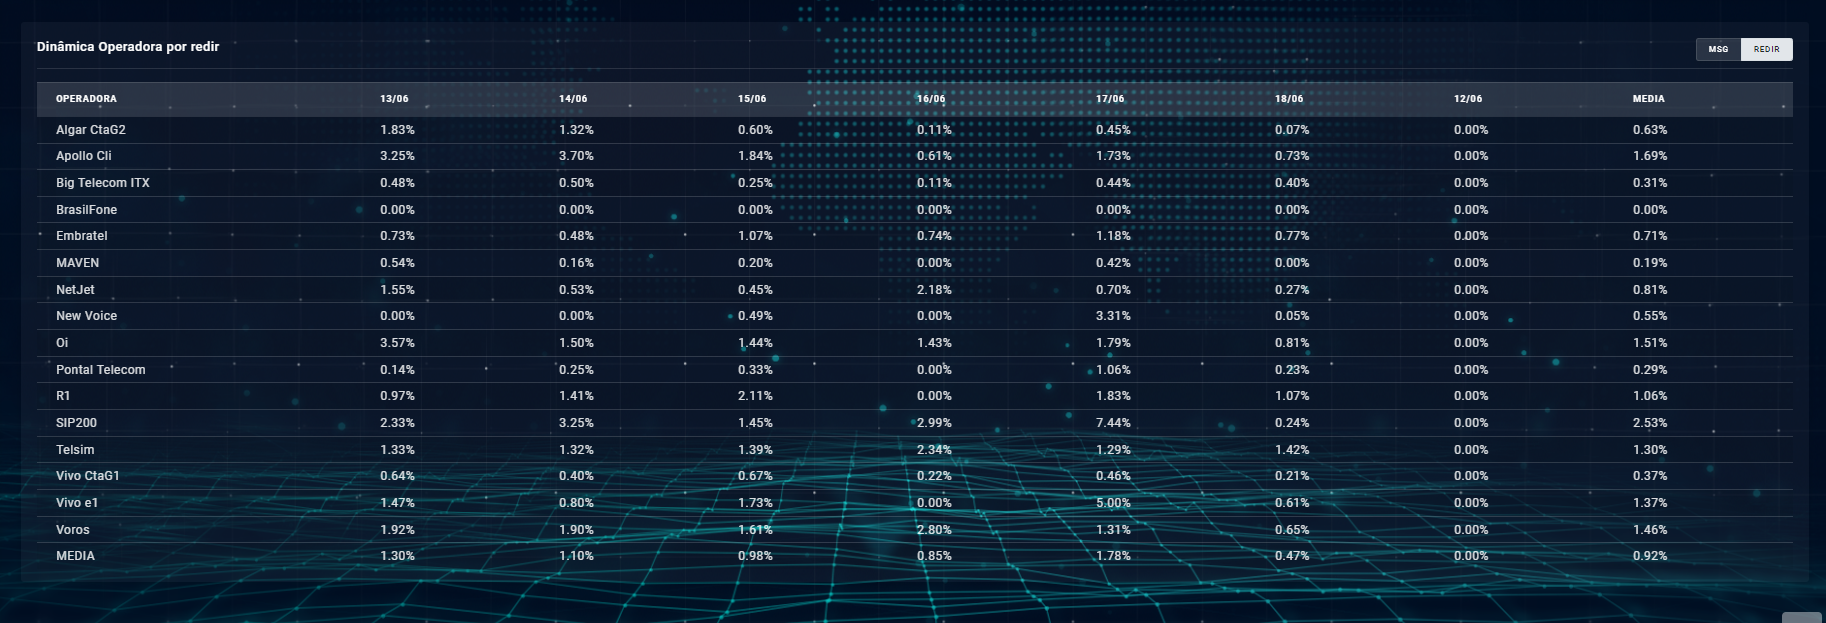 Dinâmica Operadora por redir
MSG REDIR
OPERADORA 13/06 14/06 15/06 16/06 17/06 18/06 12/06 MEDIA
Algar CtaG2 1.83% 1.32% 0.60% 0.11% 0.45% 0.07% 0.00% 0.63%
Apollo Cli 3.25% 3.70% 1.84% 0.61% 1.73% 0.73% 0.00% 1.69%
Big Telecom ITX 0.48% 0.50% 0.25% 0.11% 0.44% 0.40% 0.00% 0.31%
BrasilFone 0.00% 0.00% 0.00% 0.00% 0.00% 0.00% 0.00% 0.00%
Embratel 0.73% 0.48% 1.07% 0.74% 1.18% 0.77% 0.00% 0.71%
MAVEN 0.54% 0.16% 0.20% 0.00% 0.42% 0.00% 0.00% 0.19%
NetJet 1.55% 0.53% 0.45% 2.18% 0.70% 0.27% 0.00% 0.81%
New Voice 0.00% 0.00% 0.49% 0.00% 3.31% 0.05% 0.00% 0.55%
Oi 3.57% 1.50% 1.44% 1.43% 1.79% 0.81% 0.00% 1.51%
Pontal Telecom 0.14% 0.25% 0.33% 0.00% 1.06% 0.23% 0.00% 0.29%
R1 0.97% 1.41% 2.11% 0.00% 1.83% 1.07% 0.00% 1.06%
SIP200 2.33% 3.25% 1.45% 2.99% 7.44% 0.24% 0.00% 2.53%
Telsim 1.33% 1.32% 1.39% 2.34% 1.29% 1.42% 0.00% 1.30%
Vivo CtaG1 0.64% 0.40% 0.67% 0.22% 0.46% 0.21% 0.00% 0.37%
Vivo e1 1.47% 0.80% 1.73% 0.00% 5.00% 0.61% 0.00% 1.37%
Voros 1.92% 1.90% 1.61% 2.80% 1.31% 0.65% 0.00% 1.46%
MEDIA 1.30% 1.10% 0.98% 0.85% 1.78% 0.47% 0.00% 0.92%